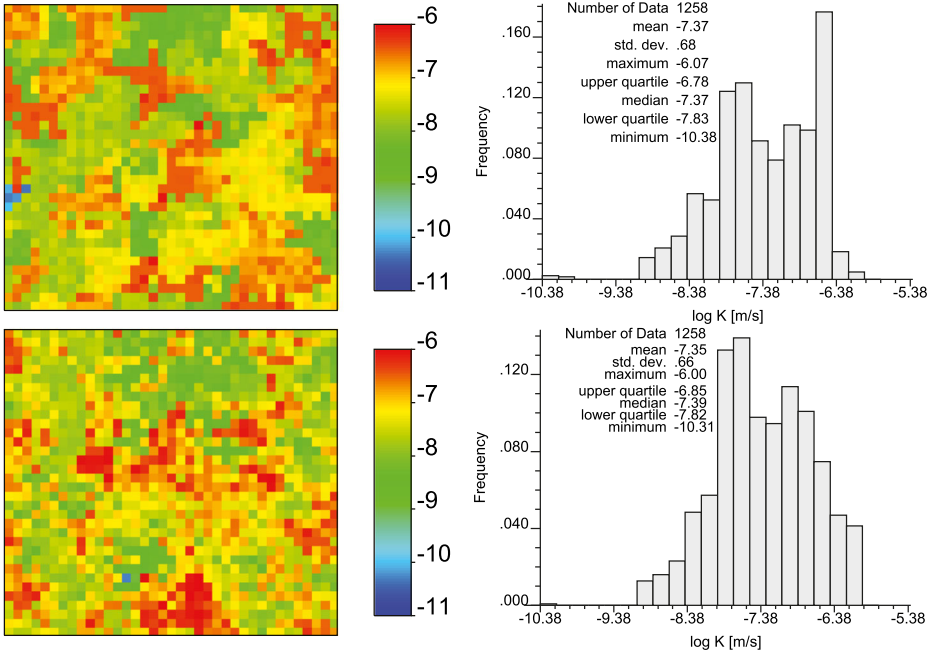 -6
-7
-8
-9
-10
-11
Frequency
.160
.120
.080
.040
.000
Number of Data 1258
mean -7.37
std. dev. .68
maximum -6.07
upper quartile -6.78
median -7.37
lower quartile -7.83
minimum -10.38
-10.38 -9.38 -8.38 -7.38 -6.38 -5.38
log K [m/s]
-6
-7
-8
-9
-10
-11
Frequency
.120
.080
.040
.000
Number of Data 1258
mean -7.35
std. dev. .66
maximum -6.00
upper quartile -6.85
median -7.39
lower quartile -7.82
minimum -10.31
-10.38 -9.38 -8.38 -7.38 -6.38 -5.38
log K [m/s]